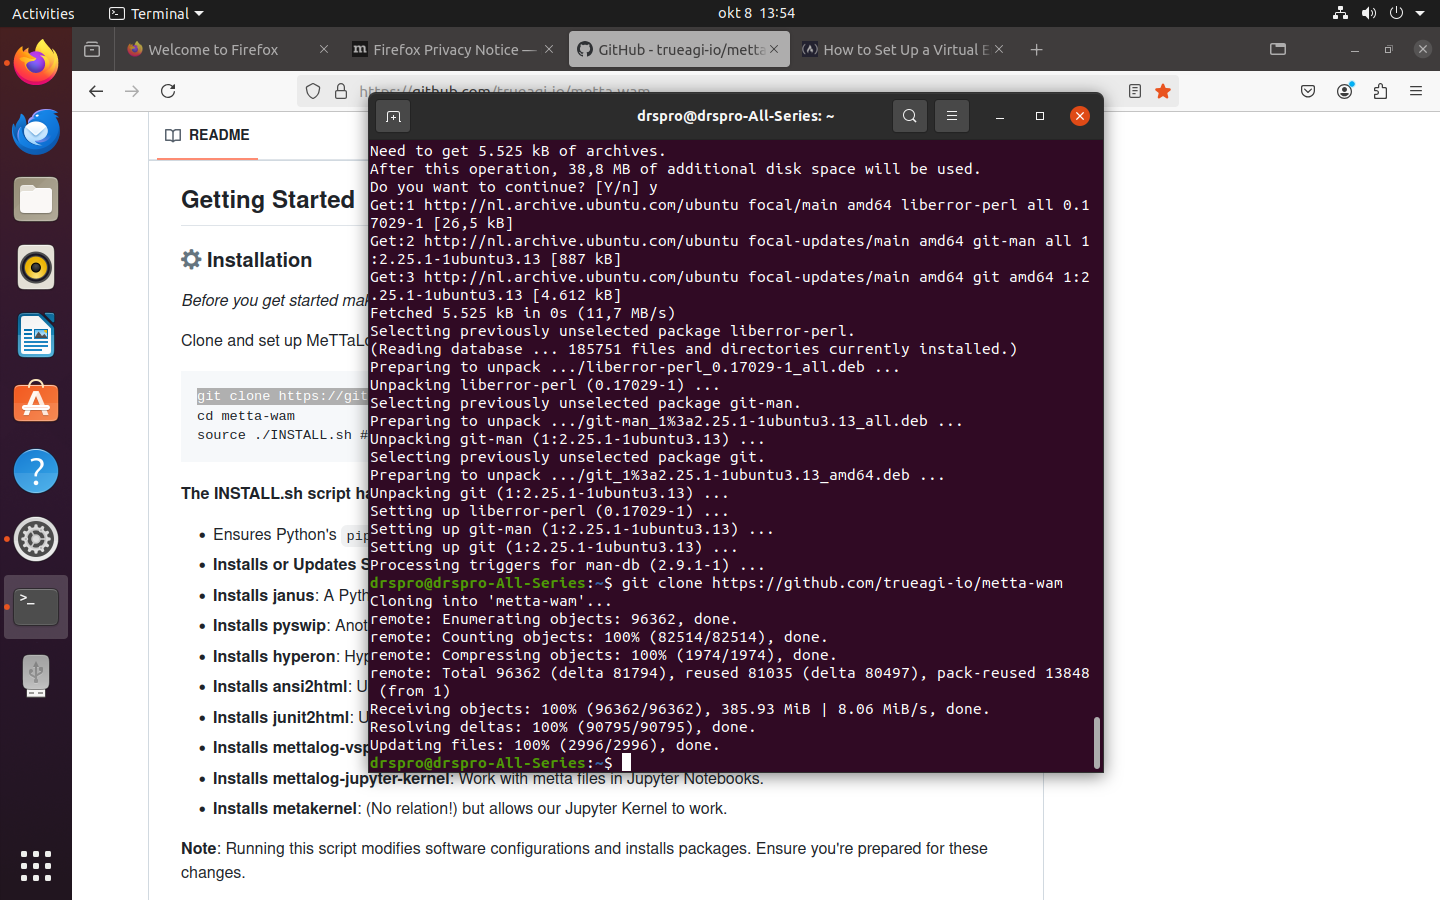 Activities
Terminal
okt 8 13:54
Welcome to Firefox
Firefox Privacy Notice —
GitHub - trueagi-io/metta
How to Set Up a Virtual E
https://github.com/trueagi-io/metta-wam
README
Getting Started
Installation
Before you get started mak
Clone and set up MeTTaLo
git clone https://git
cd metta-wam
source ./INSTALL.sh #
The INSTALL.sh script ha
Ensures Python's pip
Installs or Updates S
Installs janus: A Pyth
Installs pyswip: Anot
Installs hyperon: Hyp
Installs ansi2html: U
Installs junit2html: U
Installs mettalog-vsp
Installs mettalog-jupyter-kernel: Work with metta files in Jupyter Notebooks.
Installs metakernel: (No relation!) but allows our Jupyter Kernel to work.
Note: Running this script modifies software configurations and installs packages. Ensure you're prepared for these
changes.
drspro@drspro-All-Series: ~
Need to get 5.525 kB of archives.
After this operation, 38,8 MB of additional disk space will be used.
Do you want to continue? [Y/n] y
Get:1 http://nl.archive.ubuntu.com/ubuntu focal/main amd64 liberror-perl all 0.1
7029-1 [26,5 kB]
Get:2 http://nl.archive.ubuntu.com/ubuntu focal-updates/main amd64 git-man all 1
:2.25.1-1ubuntu3.13 [887 kB]
Get:3 http://nl.archive.ubuntu.com/ubuntu focal-updates/main amd64 git amd64 1:2
.25.1-1ubuntu3.13 [4.612 kB]
Fetched 5.525 kB in 0s (11,7 MB/s)
Selecting previously unselected package liberror-perl.
(Reading database ... 185751 files and directories currently installed.)
Preparing to unpack .../liberror-perl_0.17029-1_all.deb ...
Unpacking liberror-perl (0.17029-1) ...
Selecting previously unselected package git-man.
Preparing to unpack .../git-man_1%3a2.25.1-1ubuntu3.13_all.deb ...
Unpacking git-man (1:2.25.1-1ubuntu3.13) ...
Selecting previously unselected package git.
Preparing to unpack .../git_1%3a2.25.1-1ubuntu3.13_amd64.deb ...
Unpacking git (1:2.25.1-1ubuntu3.13) ...
Setting up liberror-perl (0.17029-1) ...
Setting up git-man (1:2.25.1-1ubuntu3.13) ...
Setting up git (1:2.25.1-1ubuntu3.13) ...
Processing triggers for man-db (2.9.1-1) ...
drspro@drspro-All-Series:~$ git clone https://github.com/trueagi-io/metta-wam
Cloning into 'metta-wam'...
remote: Enumerating objects: 96362, done.
remote: Counting objects: 100% (82514/82514), done.
remote: Compressing objects: 100% (1974/1974), done.
remote: Total 96362 (delta 81794), reused 81035 (delta 80497), pack-reused 13848
 (from 1)
Receiving objects: 100% (96362/96362), 385.93 MiB | 8.06 MiB/s, done.
Resolving deltas: 100% (90795/90795), done.
Updating files: 100% (2996/2996), done.
drspro@drspro-All-Series:~$